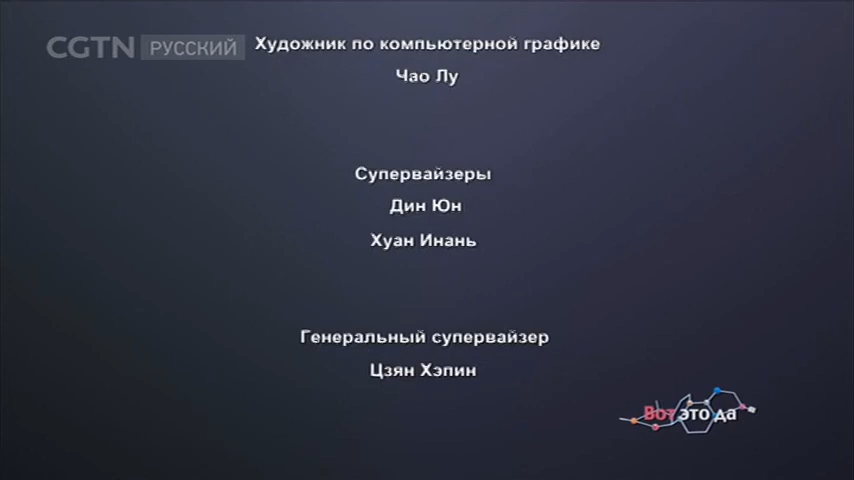 CGTN РУССКИЙ
Художник по компьютерной графике
Чао Лу
Супервайзеры
Дин Юн
Хуан Инань
Генеральный супервайзер
Цзян Хэпин
Вот это да